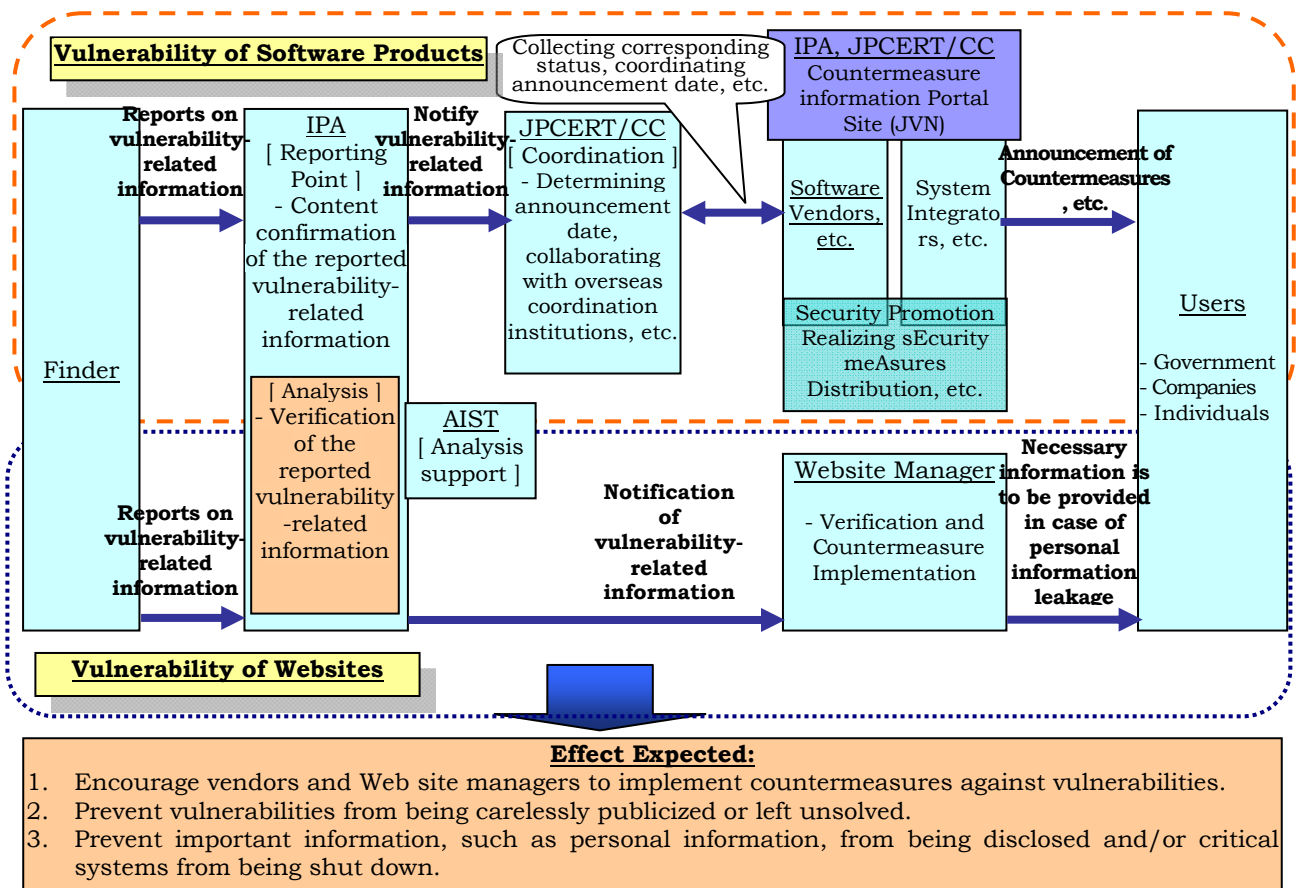 Vulnerability of Software Products
Collecting corresponding
status, coordinating
announcement date, etc.
IPA, JPCERT/CC
Countermeasure
information Portal
Site (JVN)
Finder
Reports on
vulnerability-
related
information
IPA
[ Reporting
Point ]
- Content
confirmation
of the reported
vulnerability-
related
information
[ Analysis ]
- Verification
of the
reported
vulnerability
-related
information
Notify
vulnerability-
related
information
JPCERT/CC
[ Coordination ]
- Determining
announcement
date,
collaborating
with overseas
coordination
institutions, etc.
Software
Vendors,
etc.
System
Integrato
rs, etc.
Security Promotion
Realizing sEcurity
meAsures
Distribution, etc.
Announcement of
Countermeasures
, etc.
Users
- Government
- Companies
- Individuals
AIST
[ Analysis
support ]
Reports on
vulnerability-
related
information
Notification
of
vulnerability-
related
information
Website Manager
- Verification and
Countermeasure
Implementation
Necessary
information is
to be provided
in case of
personal
information
leakage
Vulnerability of Websites
Effect Expected:
1. Encourage vendors and Web site managers to implement countermeasures against vulnerabilities.
2. Prevent vulnerabilities from being carelessly publicized or left unsolved.
3. Prevent important information, such as personal information, from being disclosed and/or critical
systems from being shut down.